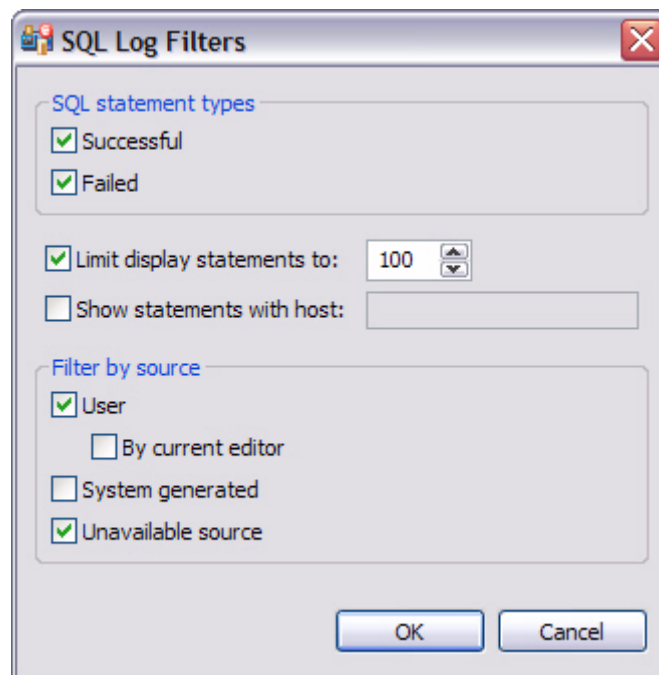 SQL Log Filters
SQL statement types
Successful
Failed
Limit display statements to: 100
Show statements with host:
Filter by source
User
By current editor
System generated
Unavailable source
OK Cancel